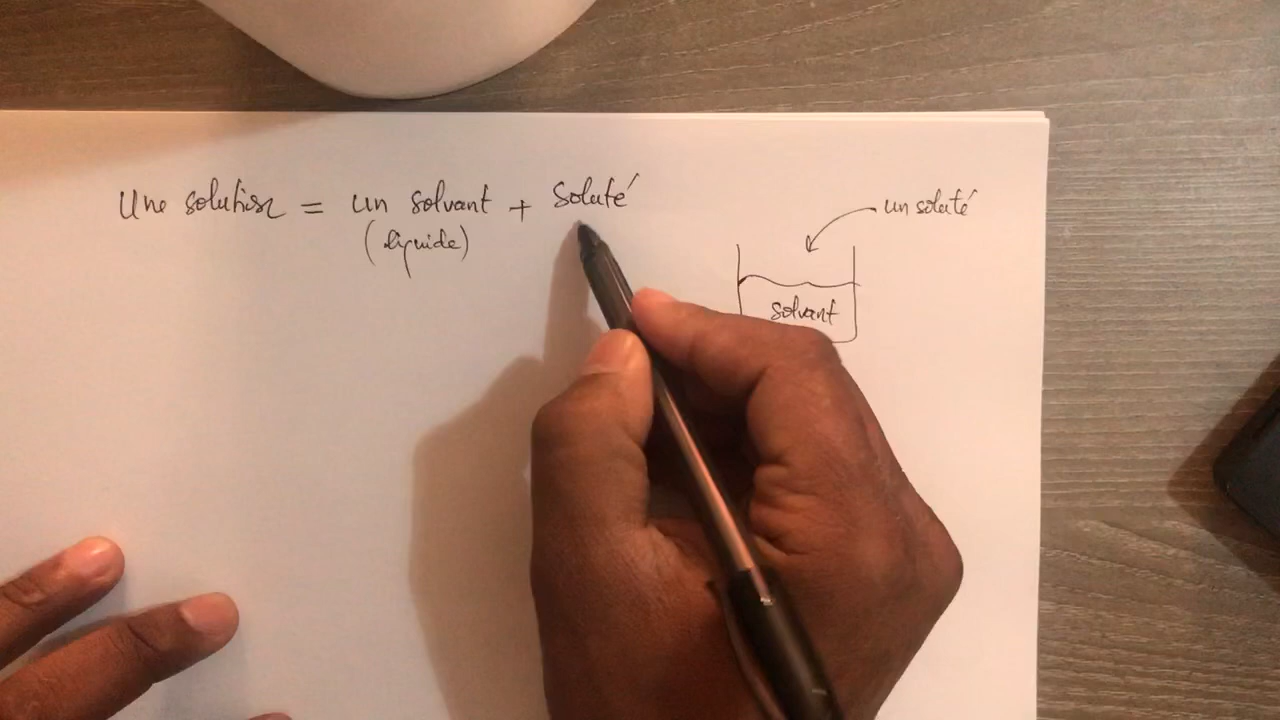 Une solution = un solvant + Soluté
(liquide)
un soluté
solvant